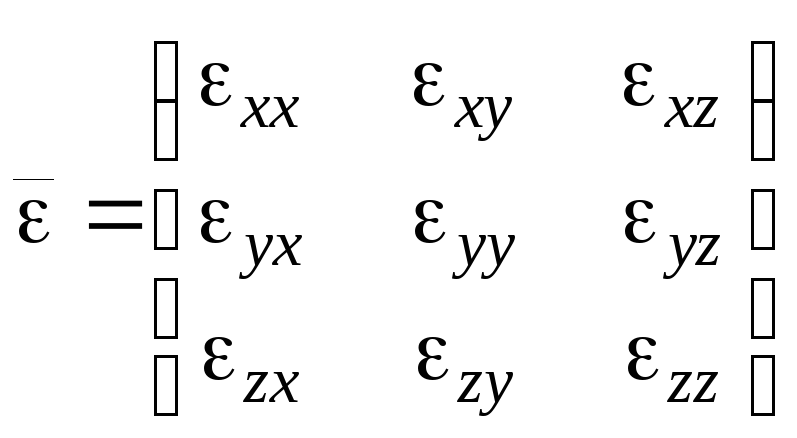 ε̅ = [ ε_xx ε_xy ε_xz ]
[ ε_yx ε_yy ε_yz ]
[ ε_zx ε_zy ε_zz ]